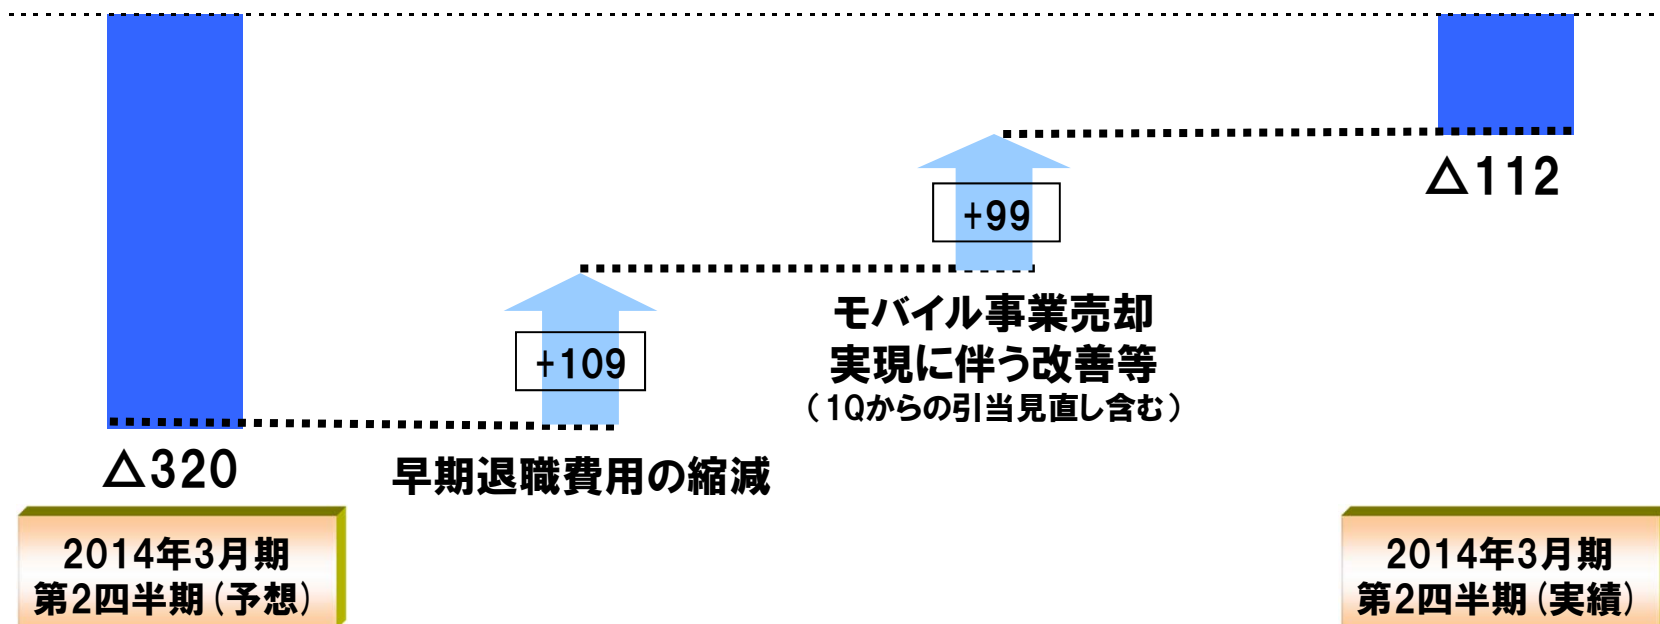 △320
2014年3月期
第2四半期(予想)
+109
早期退職費用の縮減
+99
モバイル事業売却
実現に伴う改善等
(1Qからの引当見直し含む)
△112
2014年3月期
第2四半期(実績)